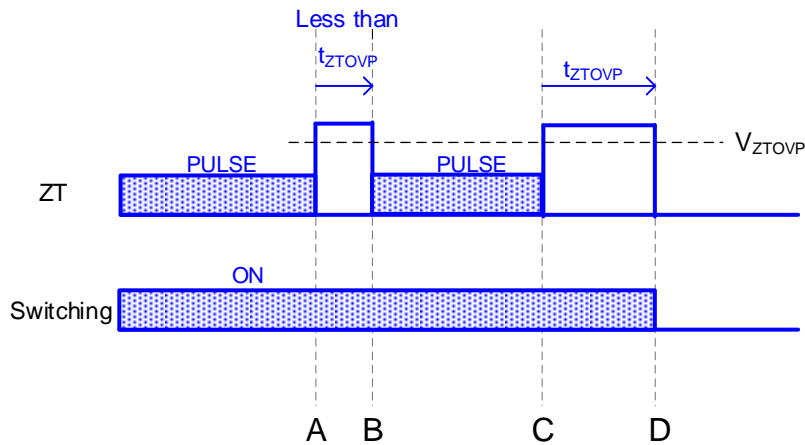 Less than
tZTOVP
tZTOVP
VZTOVP
PULSE
PULSE
ZT
ON
Switching
A B C D